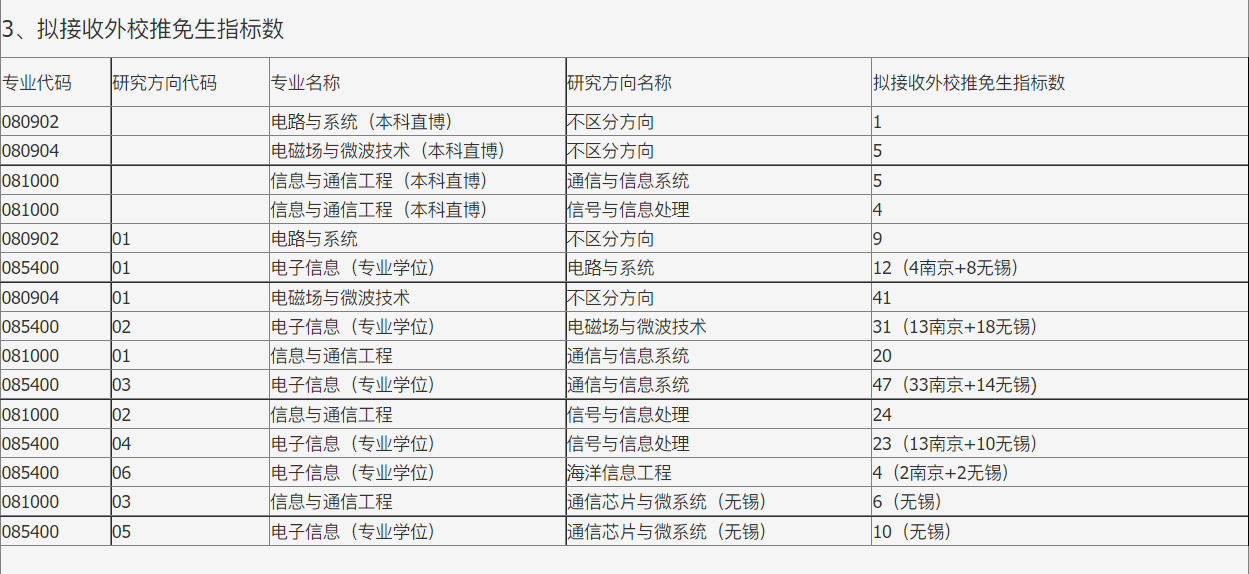 3、拟接收外校推免生指标数
专业代码 研究方向代码 专业名称 研究方向名称 拟接收外校推免生指标数
080902 电路与系统（本科直博） 不区分方向 1
080904 电磁场与微波技术（本科直博） 不区分方向 5
081000 信息与通信工程（本科直博） 通信与信息系统 5
081000 信息与通信工程（本科直博） 信号与信息处理 4
080902 01 电路与系统 不区分方向 9
085400 01 电子信息（专业学位） 电路与系统 12（4南京+8无锡）
080904 01 电磁场与微波技术 不区分方向 41
085400 02 电子信息（专业学位） 电磁场与微波技术 31（13南京+18无锡）
081000 01 信息与通信工程 通信与信息系统 20
085400 03 电子信息（专业学位） 通信与信息系统 47（33南京+14无锡)
081000 02 信息与通信工程 信号与信息处理 24
085400 04 电子信息（专业学位） 信号与信息处理 23（13南京+10无锡）
085400 06 电子信息（专业学位） 海洋信息工程 4（2南京+2无锡）
081000 03 信息与通信工程 通信芯片与微系统（无锡） 6（无锡）
085400 05 电子信息（专业学位） 通信芯片与微系统（无锡） 10（无锡）